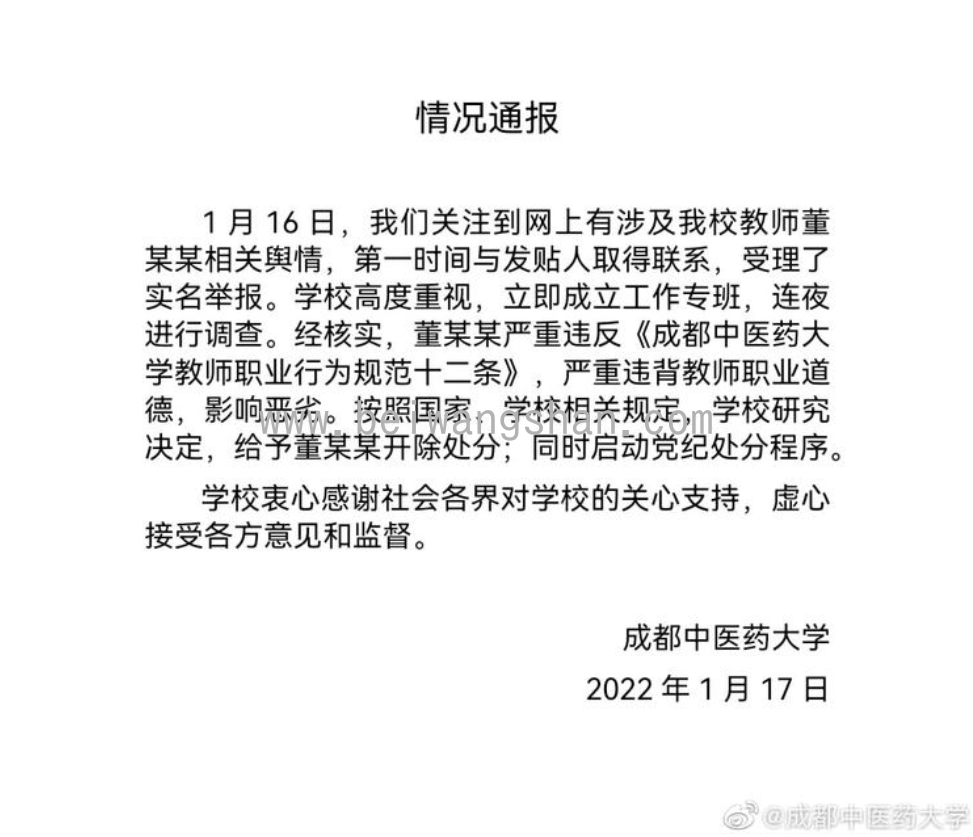 情况通报
1月16日，我们关注到网上有涉及我校教师董
某某相关舆情，第一时间与发贴人取得联系，受理了
实名举报。学校高度重视，立即成立工作专班，连夜
进行调查。经核实，董某某严重违反《成都中医药大
学教师职业行为规范十二条》，严重违背教师职业道
德，影响恶劣。按照国家、学校相关规定，学校研究
决定，给予董某某开除处分；同时启动党纪处分程序。
www.beiwangshan.com
学校衷心感谢社会各界对学校的关心支持，虚心
接受各方意见和监督。
成都中医药大学
2022年1月17日
@成都中医药大学